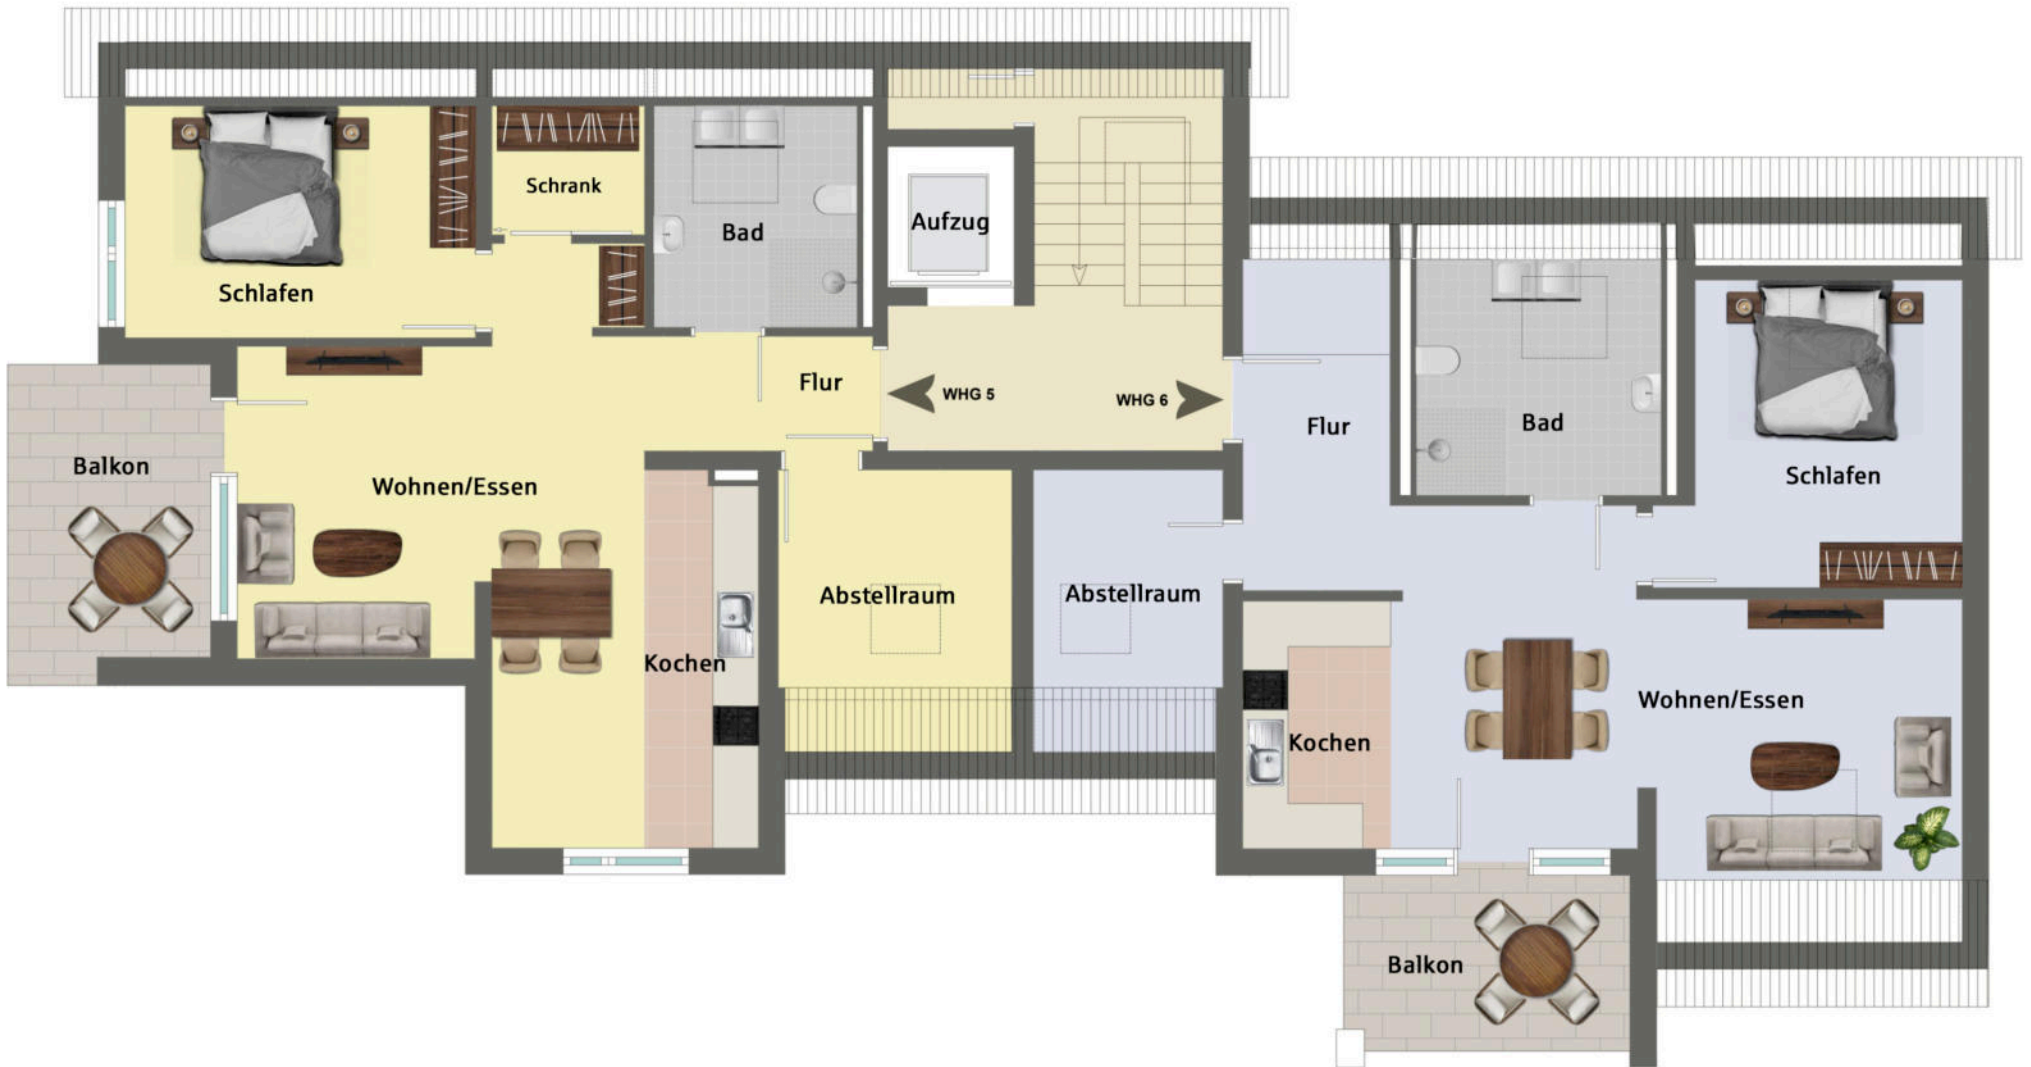 Schrank
Bad
Aufzug
Schlafen
Flur
WHG 5
WHG 6
Flur
Bad
Balkon
Wohnen/Essen
Schlafen
Abstellraum
Abstellraum
Kochen
Wohnen/Essen
Kochen
Balkon